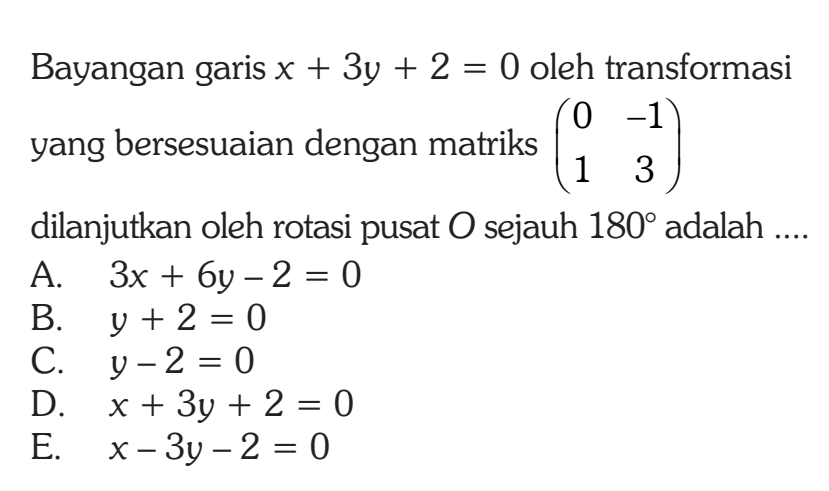 Bayangan garis x + 3y + 2 = 0 oleh transformasi
yang bersesuaian dengan matriks (0 –1
1 3)
dilanjutkan oleh rotasi pusat O sejauh 180° adalah ....
A. 3x + 6y – 2 = 0
B. y + 2 = 0
C. y – 2 = 0
D. x + 3y + 2 = 0
E. x – 3y – 2 = 0